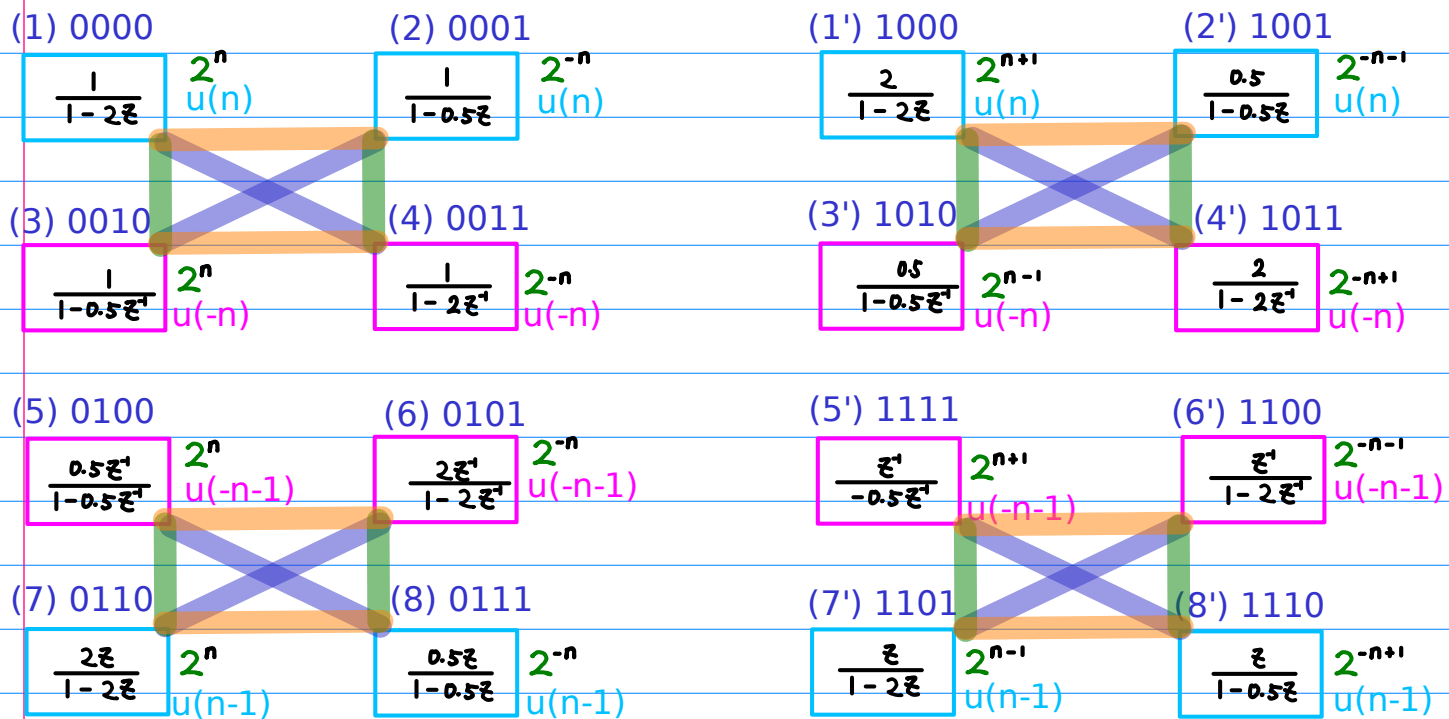 (1) 0000 (2) 0001 (1') 1000 (2') 1001
1/(1-2z) 2^n u(n) 1/(1-0.5z) 2^-n u(n) 2/(1-2z) 2^n+1 u(n) 0.5/(1-0.5z) 2^-n-1 u(n)
(3) 0010 (4) 0011 (3') 1010 (4') 1011
1/(1-0.5z^-1) 2^n u(-n) 1/(1-2z^-1) 2^-n u(-n) 0.5/(1-0.5z^-1) 2^n-1 u(-n) 2/(1-2z^-1) 2^-n+1 u(-n)
(5) 0100 (6) 0101 (5') 1111 (6') 1100
0.5z^-1/(1-0.5z^-1) 2^n u(-n-1) 2z^-1/(1-2z^-1) 2^-n u(-n-1) z^-1/(-0.5z^-1) 2^n+1 u(-n-1) z^-1/(1-2z^-1) 2^-n-1 u(-n-1)
(7) 0110 (8) 0111 (7') 1101 (8') 1110
2z/(1-2z) 2^n u(n-1) 0.5z/(1-0.5z) 2^-n u(n-1) z/(1-2z) 2^n-1 u(n-1) z/(1-0.5z) 2^-n+1 u(n-1)